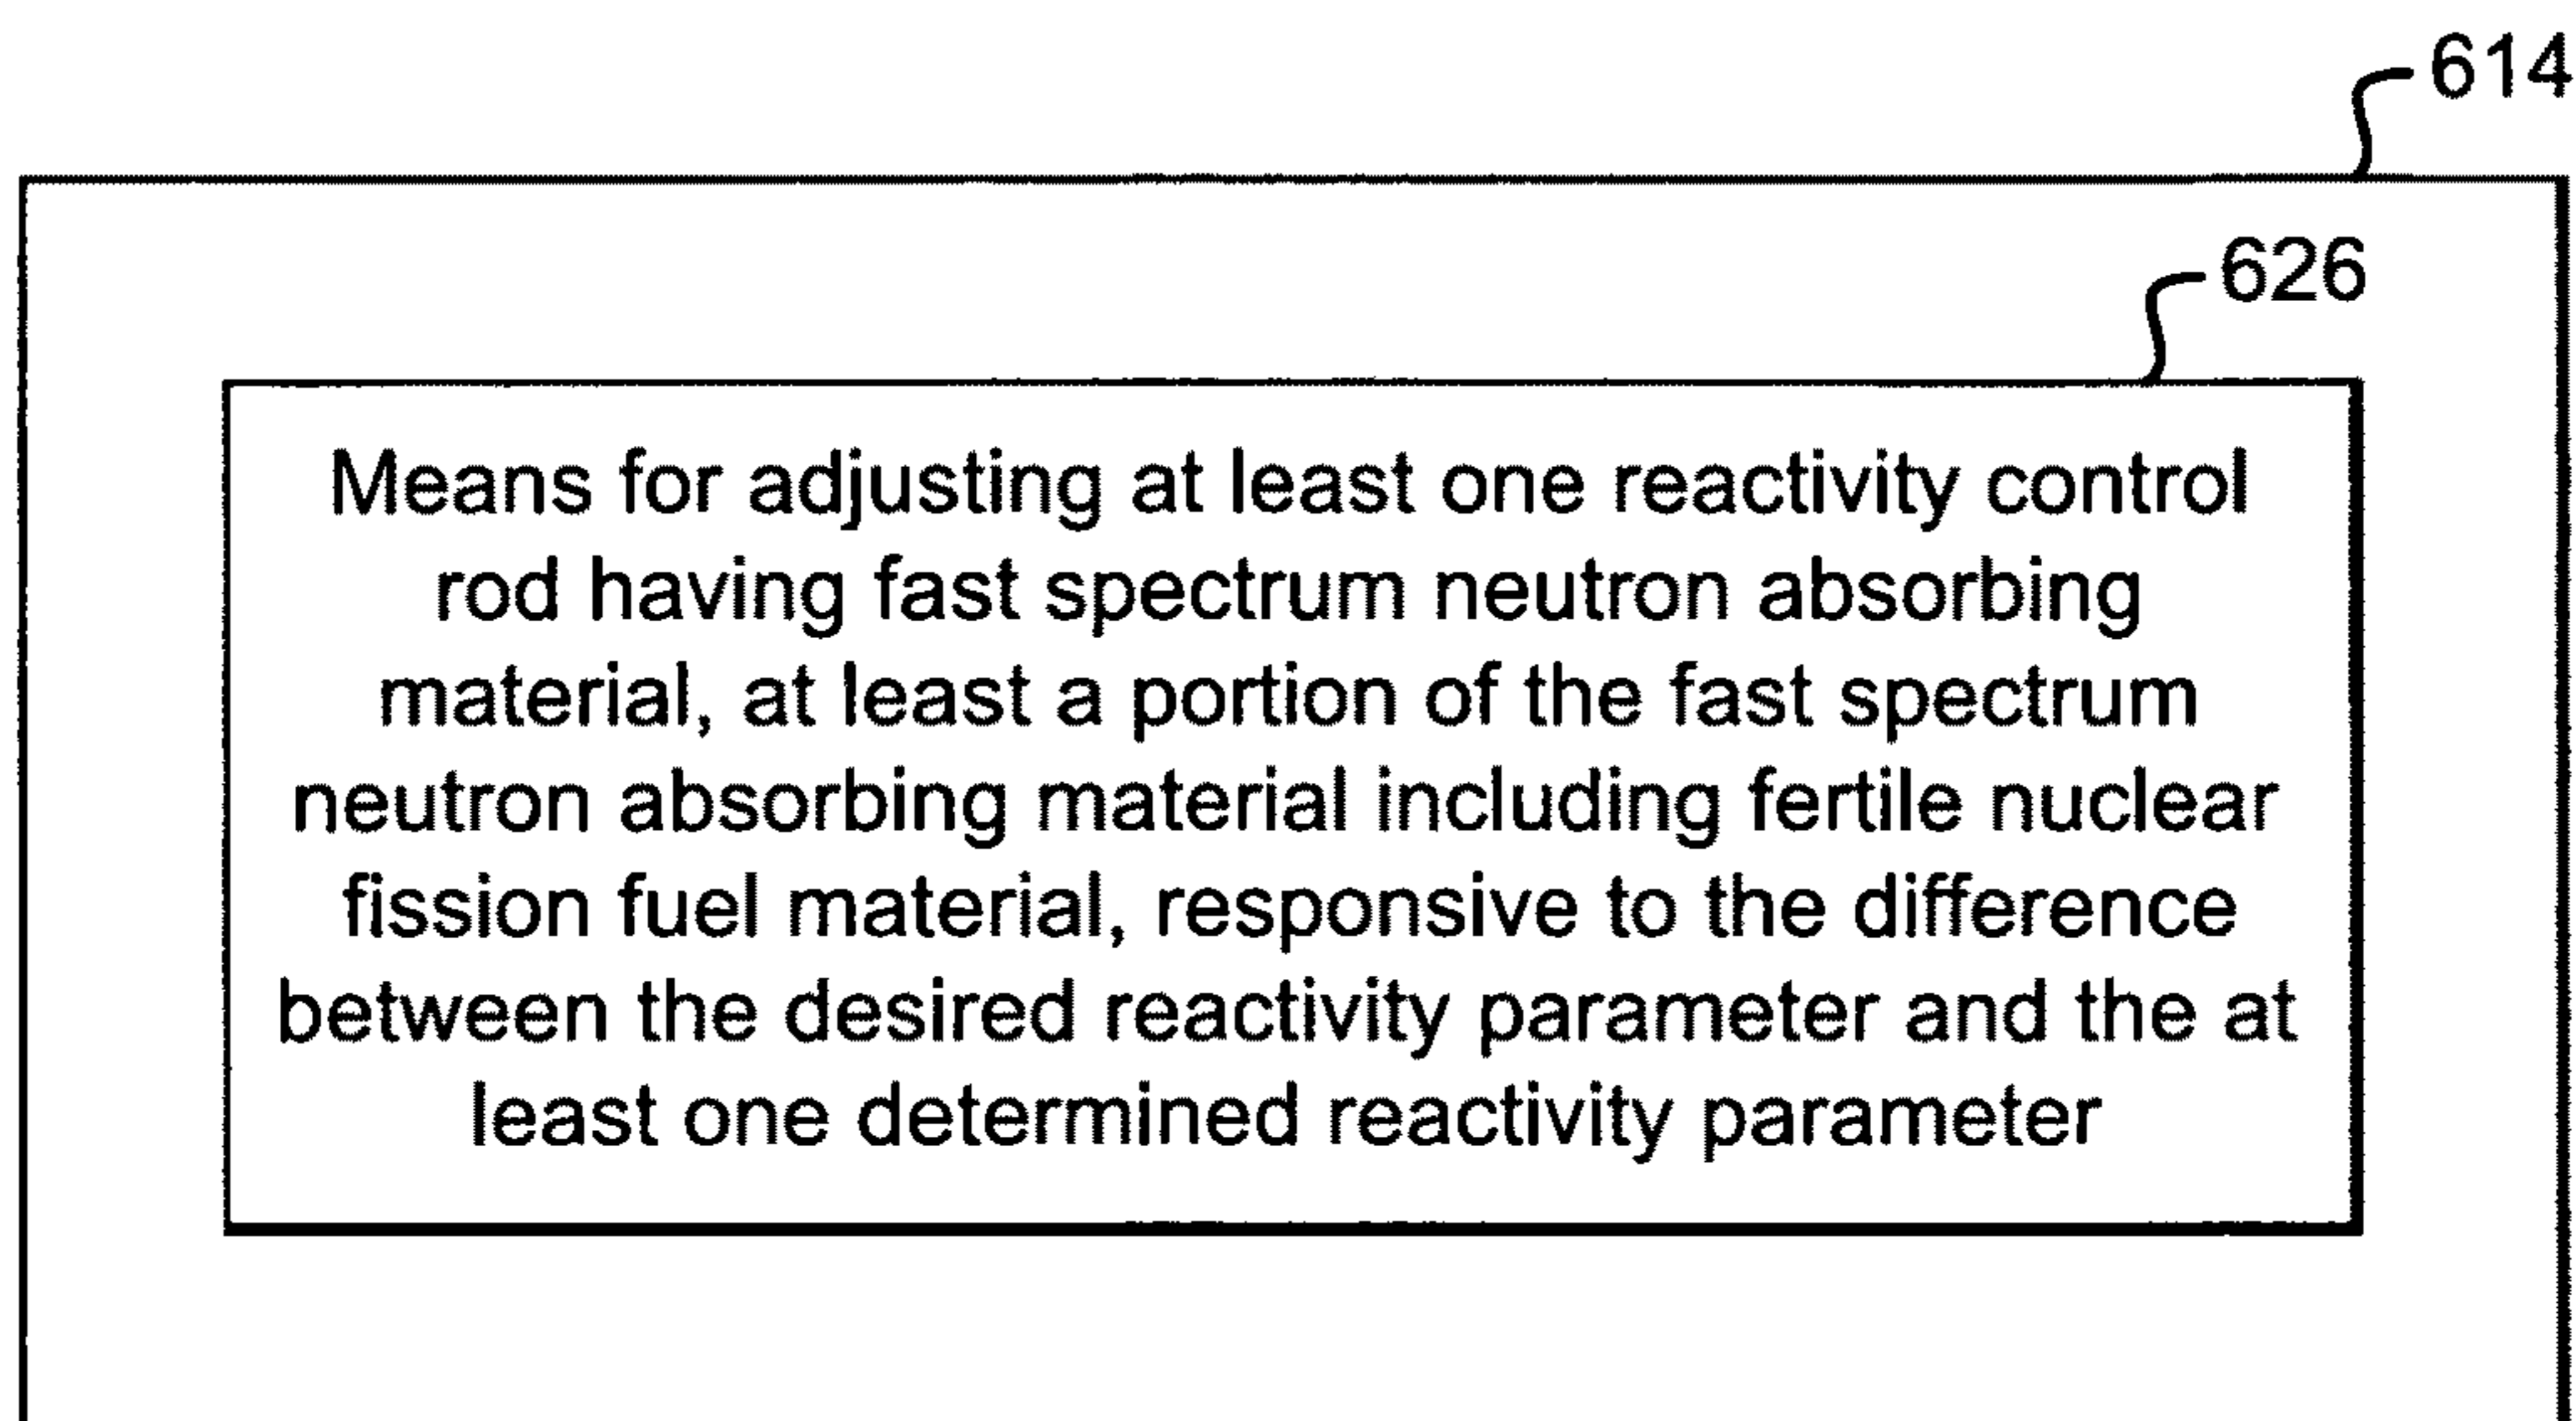 614
626
Means for adjusting at least one reactivity control
rod having fast spectrum neutron absorbing
material, at least a portion of the fast spectrum
neutron absorbing material including fertile nuclear
fission fuel material, responsive to the difference
between the desired reactivity parameter and the at
least one determined reactivity parameter